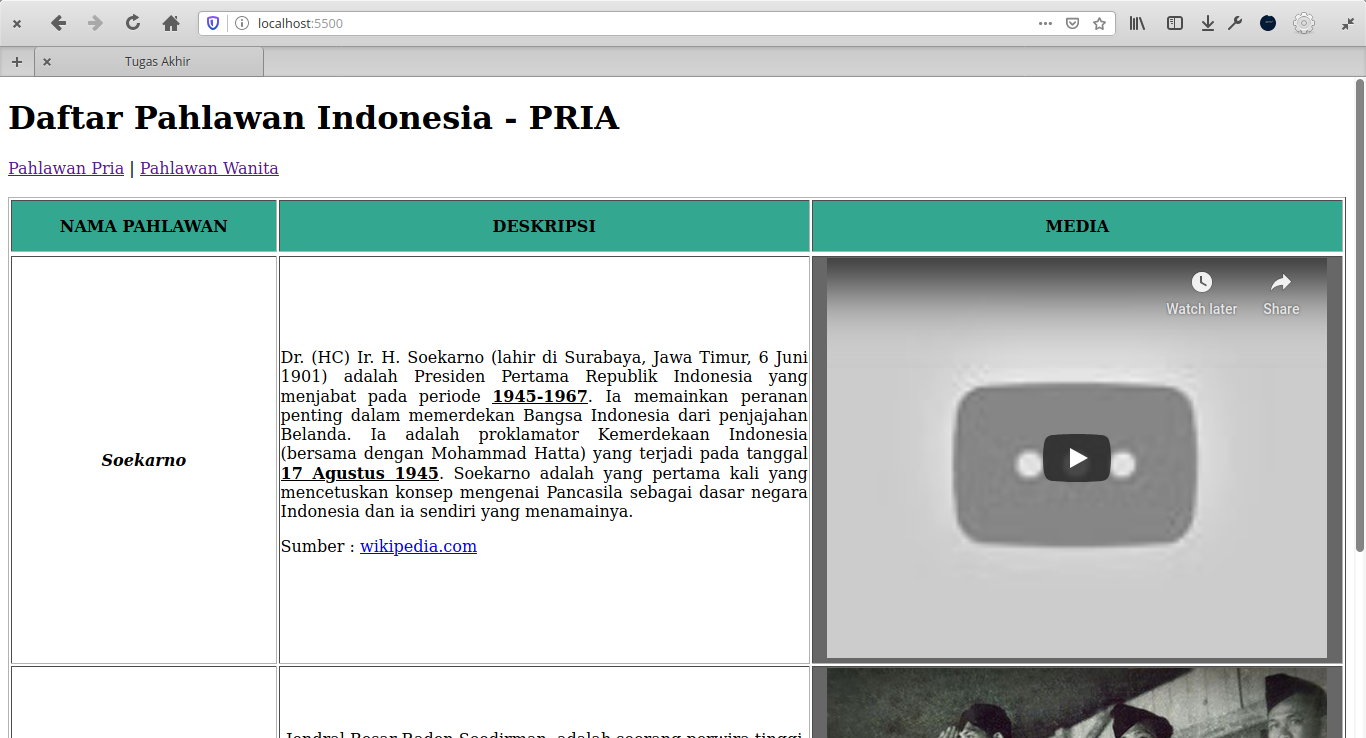 localhost:5500
Tugas Akhir
Daftar Pahlawan Indonesia - PRIA
Pahlawan Pria | Pahlawan Wanita
NAMA PAHLAWAN DESKRIPSI MEDIA
Watch later Share
Soekarno
Dr. (HC) Ir. H. Soekarno (lahir di Surabaya, Jawa Timur, 6 Juni
1901) adalah Presiden Pertama Republik Indonesia yang
menjabat pada periode 1945-1967. Ia memainkan peranan
penting dalam memerdekan Bangsa Indonesia dari penjajahan
Belanda. Ia adalah proklamator Kemerdekaan Indonesia
(bersama dengan Mohammad Hatta) yang terjadi pada tanggal
17 Agustus 1945. Soekarno adalah yang pertama kali yang
mencetuskan konsep mengenai Pancasila sebagai dasar negara
Indonesia dan ia sendiri yang menamainya.
Sumber : wikipedia.com
Jendral Besar Raden Soedirman, adalah seorang perwira tinggi